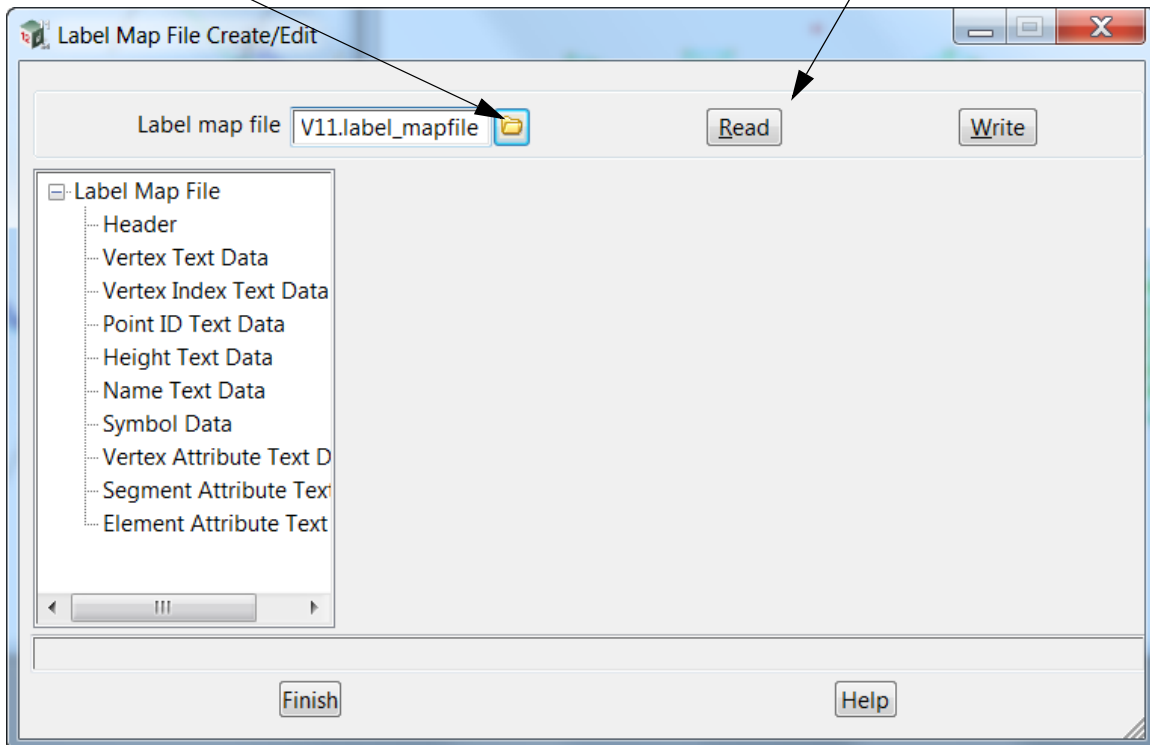 Label Map File Create/Edit
Label map file V11.label_mapfile Read Write
Label Map File
Header
Vertex Text Data
Vertex Index Text Data
Point ID Text Data
Height Text Data
Name Text Data
Symbol Data
Vertex Attribute Text D
Segment Attribute Text
Element Attribute Text
Finish Help